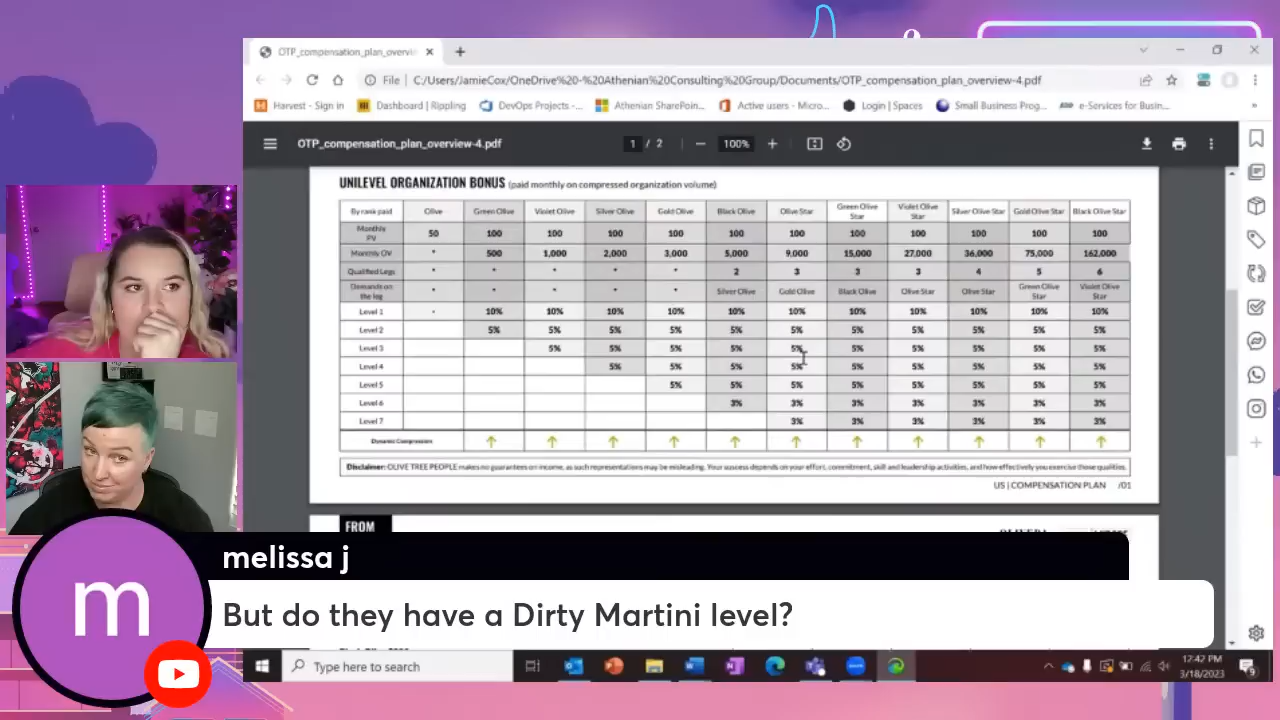 OTP_compensation_plan_overvi
File | C:/Users/JamieCox/OneDrive%20-%20Athenian%20Consulting%20Group/Documents/OTP_compensation_plan_overview-4.pdf
Harvest - Sign in Dashboard | Rippling DevOps Projects -... Athenian SharePoin... Active users - Micro... Login | Spaces Small Business Prog... e-Services for Busin...
OTP_compensation_plan_overview-4.pdf 1 / 2 100%
UNILEVEL ORGANIZATION BONUS (paid monthly on compressed organization volume)
By rank paid Olive Green Olive Violet Olive Silver Olive Gold Olive Black Olive Olive Star Green Olive Star Violet Olive Star Silver Olive Star Gold Olive Star Black Olive Star
Monthly PV 50 100 100 100 100 100 100 100 100 100 100 100
Monthly OV * 500 1,000 2,000 3,000 5,000 9,000 15,000 27,000 36,000 75,000 162,000
Qualified Legs * * * * * 2 3 3 3 4 5 6
Demands on the leg * * * * * Silver Olive Gold Olive Black Olive Olive Star Olive Star Green Olive Star Violet Olive Star
Level 1 - 10% 10% 10% 10% 10% 10% 10% 10% 10% 10% 10%
Level 2 5% 5% 5% 5% 5% 5% 5% 5% 5% 5% 5%
Level 3 5% 5% 5% 5% 5% 5% 5% 5% 5% 5%
Level 4 5% 5% 5% 5% 5% 5% 5% 5% 5%
Level 5 5% 5% 5% 5% 5% 5% 5% 5%
Level 6 3% 3% 3% 3% 3% 3% 3%
Level 7 3% 3% 3% 3% 3% 3%
Dynamic Compression
Disclaimer: OLIVE TREE PEOPLE makes no guarantees on income, as such representations may be misleading. Your success depends on your effort, commitment, skill and leadership activities, and how effectively you exercise those qualities.
US | COMPENSATION PLAN /01
FROM
m
melissa j
But do they have a Dirty Martini level?
Type here to search
12:42 PM
3/18/2023